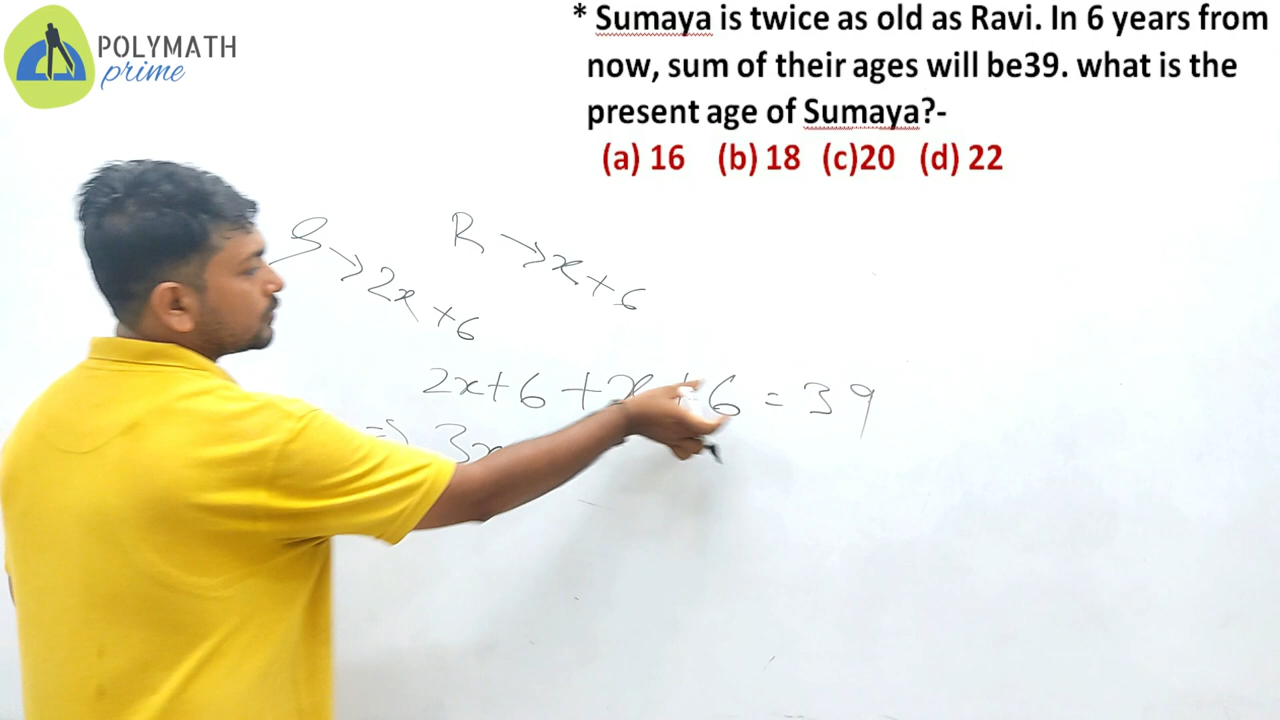 POLYMATH
prime
* Sumaya is twice as old as Ravi. In 6 years from
now, sum of their ages will be39. what is the
present age of Sumaya?-
(a) 16 (b) 18 (c)20 (d) 22
S → 2x + 6
R → x + 6
2x + 6 + x + 6 = 39
⇒ 3x